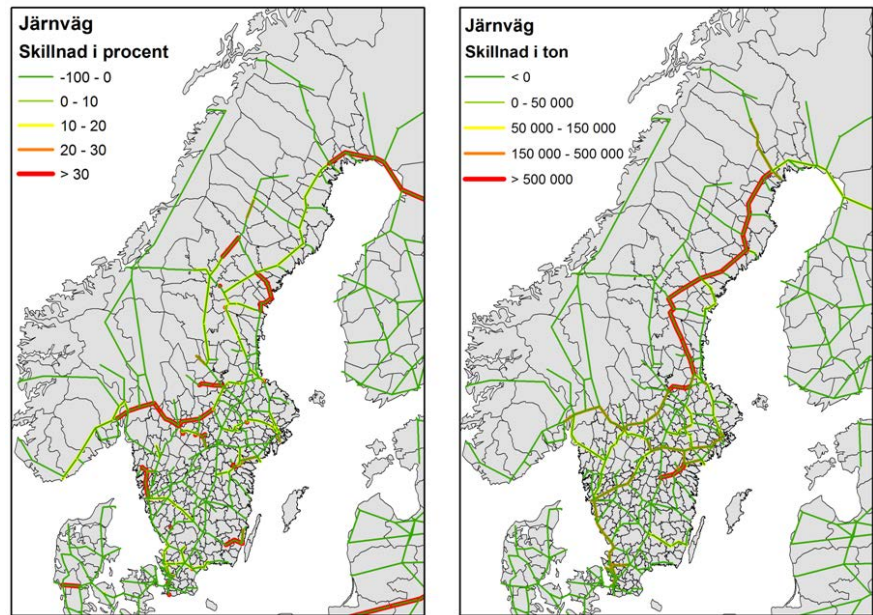 Järnväg
Skillnad i procent
-100 - 0
0 - 10
10 - 20
20 - 30
> 30
Järnväg
Skillnad i ton
< 0
0 - 50 000
50 000 - 150 000
150 000 - 500 000
> 500 000